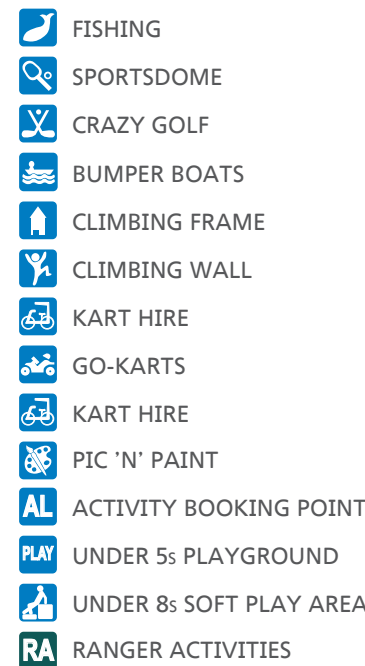 FISHING
SPORTSDOME
CRAZY GOLF
BUMPER BOATS
CLIMBING FRAME
CLIMBING WALL
KART HIRE
GO-KARTS
KART HIRE
PIC ’N’ PAINT
AL ACTIVITY BOOKING POINT
PLAY UNDER 5s PLAYGROUND
UNDER 8s SOFT PLAY AREA
RA RANGER ACTIVITIES